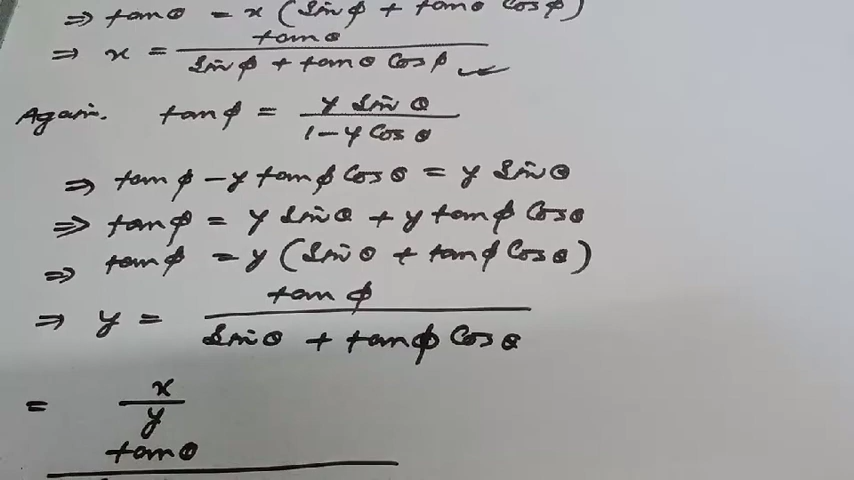 ⇒ tanθ = x (Sinφ + tanθ Cosφ)
⇒ x = tanθ / Sinφ + tanθ Cosφ
Again. tanφ = y Sinθ / 1 - y Cosθ
⇒ tanφ - y tanφ Cosθ = y Sinθ
⇒ tanφ = y Sinθ + y tanφ Cosθ
⇒ tanφ = y (Sinθ + tanφ Cosθ)
⇒ y = tanφ / Sinθ + tanφ Cosθ
= x / y
tanθ